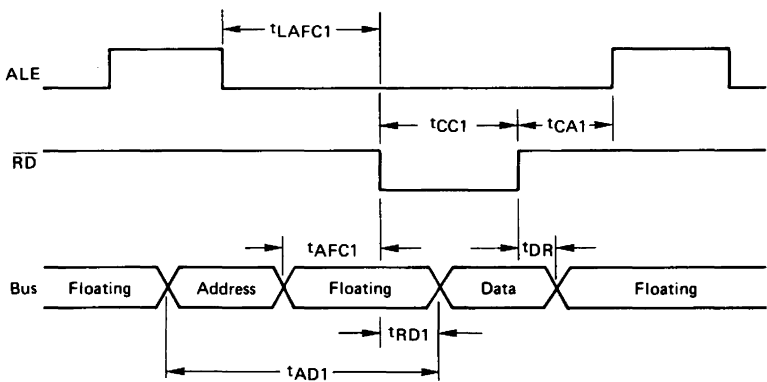 tLAFC1
ALE
tCC1
tCA1
RD
tAFC1
tDR
Bus
Floating
Address
Floating
Data
Floating
tRD1
tAD1